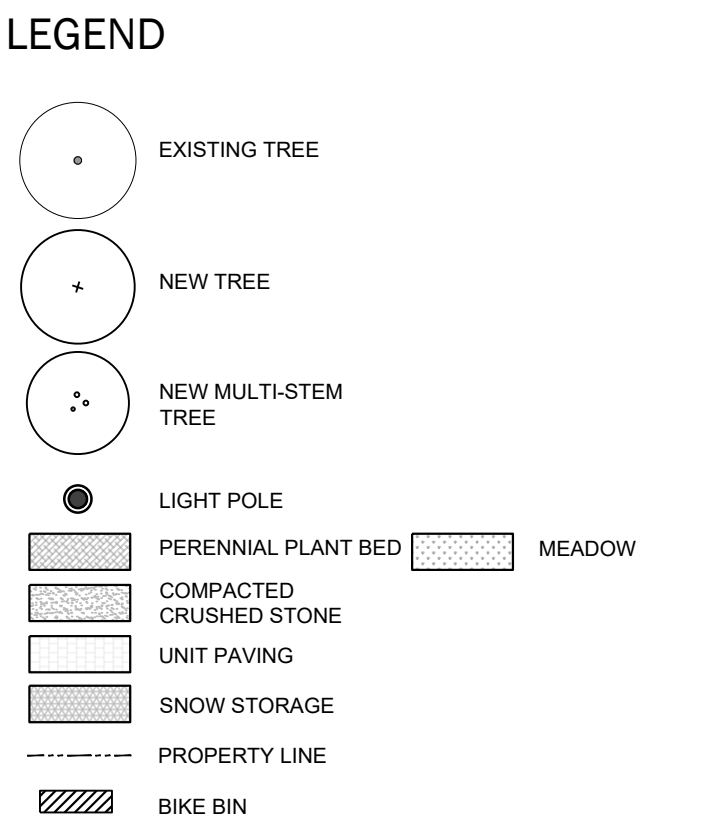 LEGEND
EXISTING TREE
NEW TREE
NEW MULTI-STEM
TREE
LIGHT POLE
PERENNIAL PLANT BED
MEADOW
COMPACTED
CRUSHED STONE
UNIT PAVING
SNOW STORAGE
PROPERTY LINE
BIKE BIN